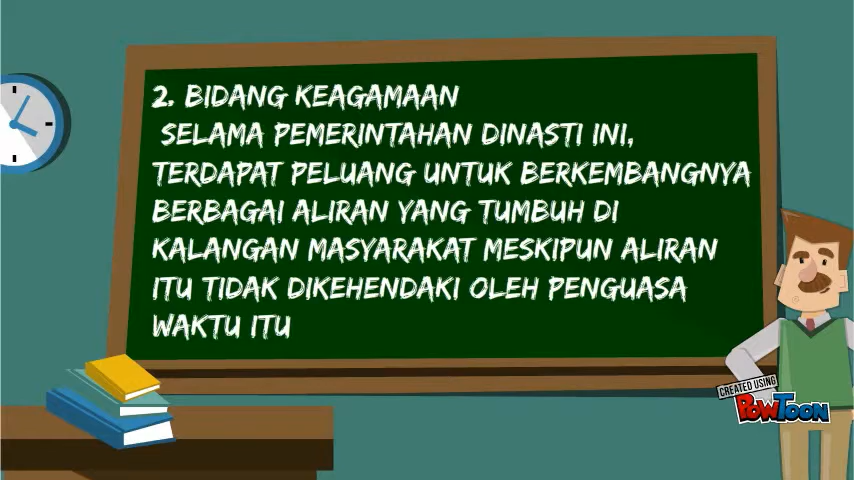 2. BIDANG KEAGAMAAN
SELAMA PEMERINTAHAN DINASTI INI,
TERDAPAT PELUANG UNTUK BERKEMBANGNYA
BERBAGAI ALIRAN YANG TUMBUH DI
KALANGAN MASYARAKAT MESKIPUN ALIRAN
ITU TIDAK DIKEHENDAKI OLEH PENGUASA
WAKTU ITU
CREATED USING
POWTOON